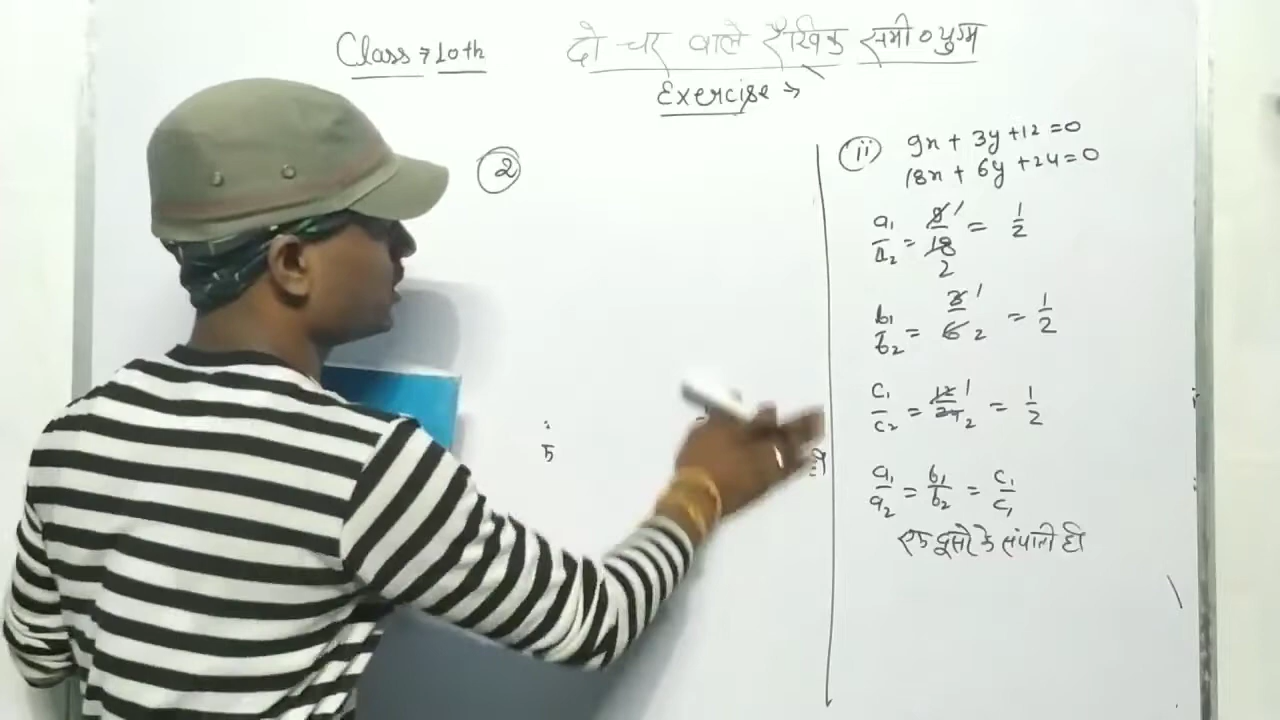 Class → 10th
दो चर वाले रैखिक समी० युग्म
Exercise →
2
ii 9x + 3y + 12 = 0
18x + 6y + 24 = 0
a₁/a₂ = 9/18 = 1/2
b₁/b₂ = 3/6 = 1/2
c₁/c₂ = 12/24 = 1/2
a₁/a₂ = b₁/b₂ = c₁/c₁
एक दूसरे के संपाती हैं